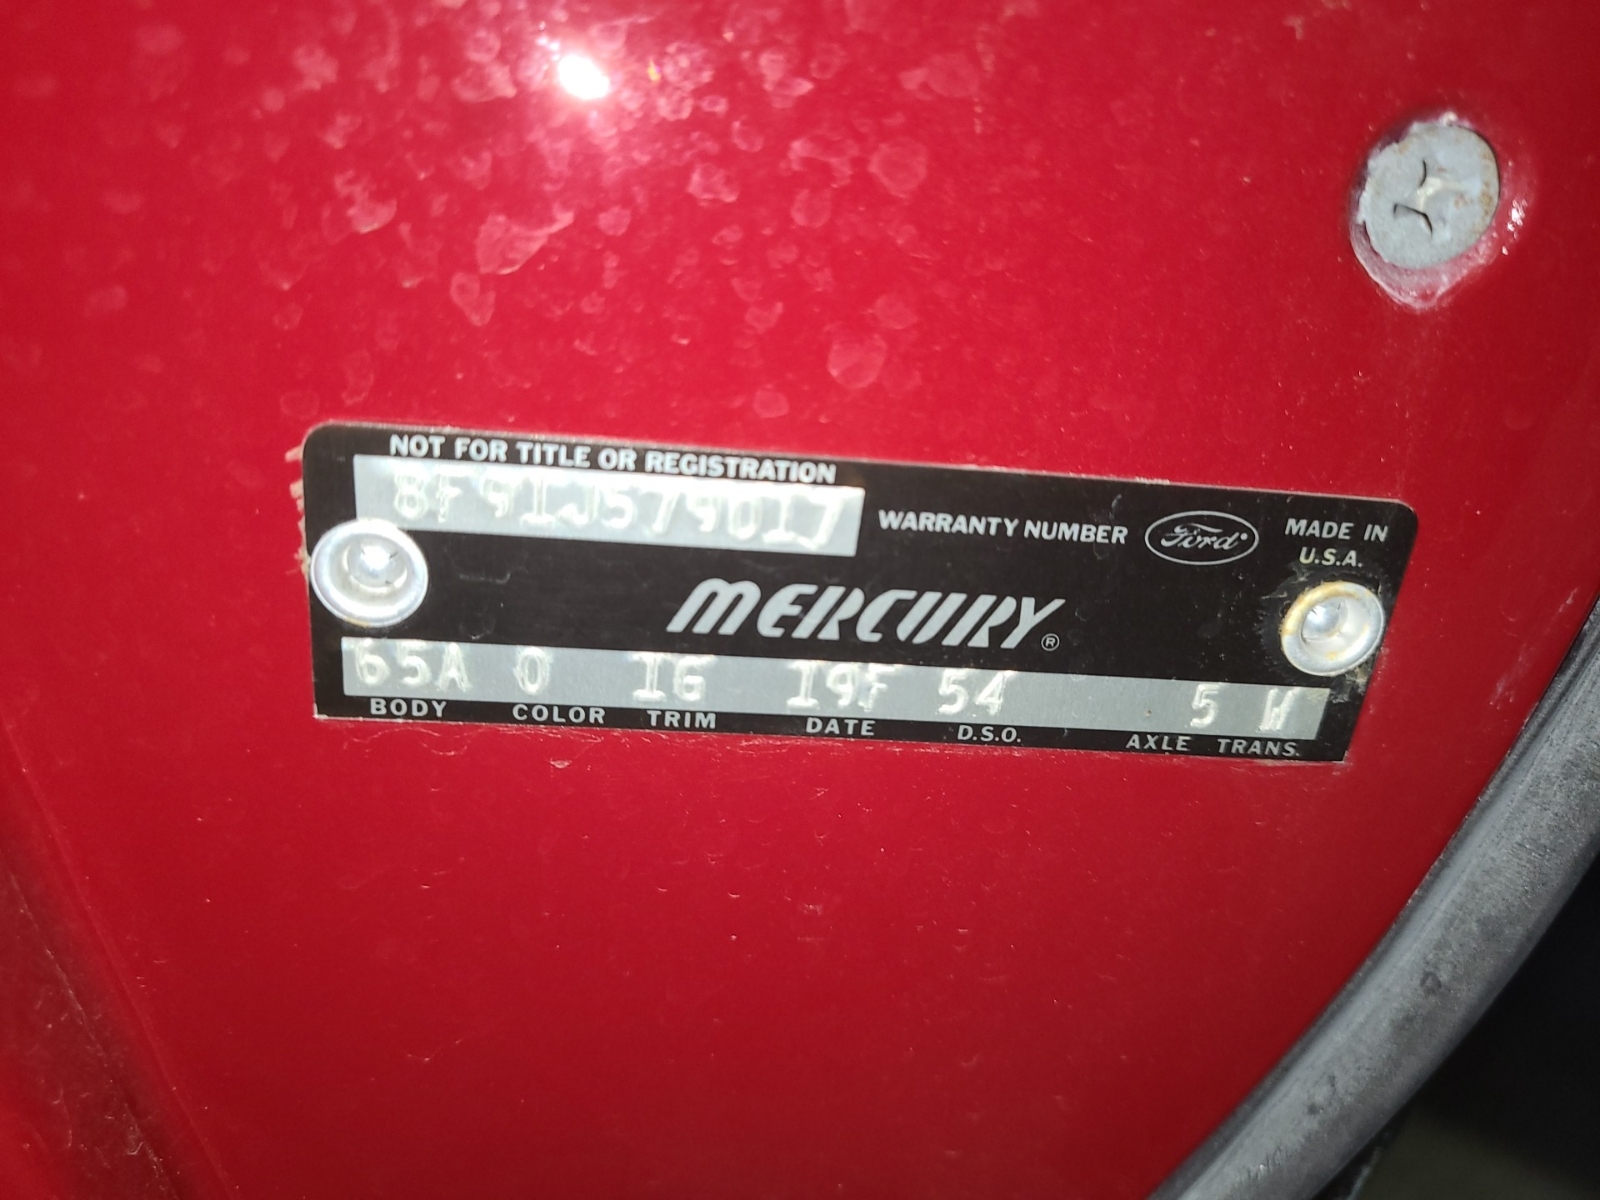 NOT FOR TITLE OR REGISTRATION
8F91J579017
WARRANTY NUMBER
Ford
MADE IN
U.S.A.
MERCURY®
65A 0 1G 19F 54 5 W
BODY COLOR TRIM DATE D.S.O. AXLE TRANS.